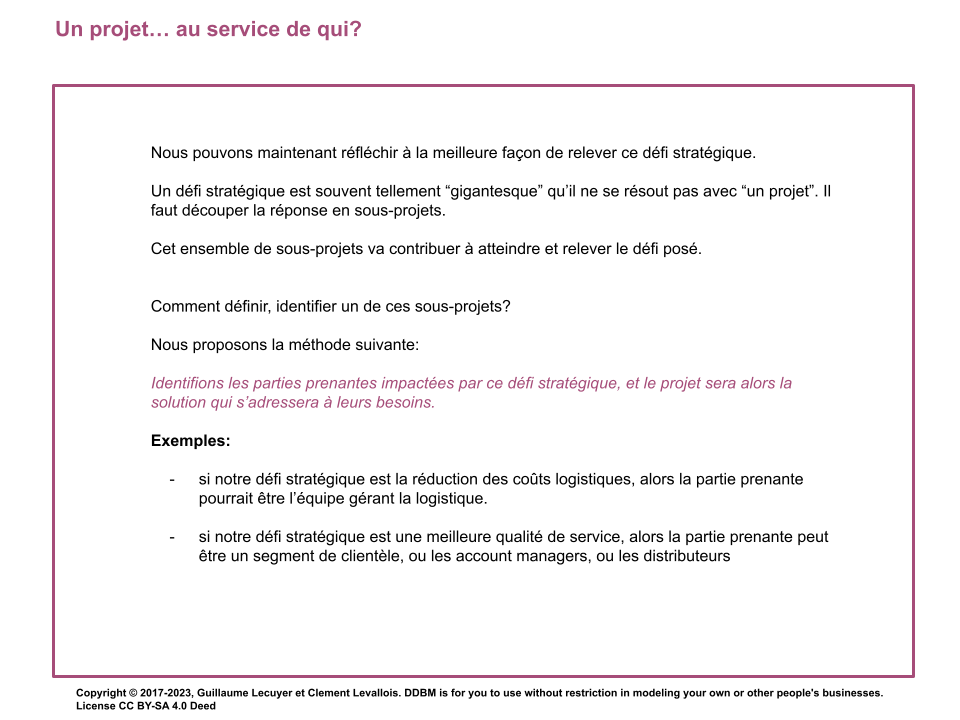 Un projet… au service de qui?
Nous pouvons maintenant réfléchir à la meilleure façon de relever ce défi stratégique.
Un défi stratégique est souvent tellement “gigantesque” qu’il ne se résout pas avec “un projet”. Il
faut découper la réponse en sous-projets.
Cet ensemble de sous-projets va contribuer à atteindre et relever le défi posé.
Comment définir, identifier un de ces sous-projets?
Nous proposons la méthode suivante:
Identifions les parties prenantes impactées par ce défi stratégique, et le projet sera alors la
solution qui s’adressera à leurs besoins.
Exemples:
- si notre défi stratégique est la réduction des coûts logistiques, alors la partie prenante
pourrait être l’équipe gérant la logistique.
- si notre défi stratégique est une meilleure qualité de service, alors la partie prenante peut
être un segment de clientèle, ou les account managers, ou les distributeurs
Copyright © 2017-2023, Guillaume Lecuyer et Clement Levallois. DDBM is for you to use without restriction in modeling your own or other people's businesses.
License CC BY-SA 4.0 Deed